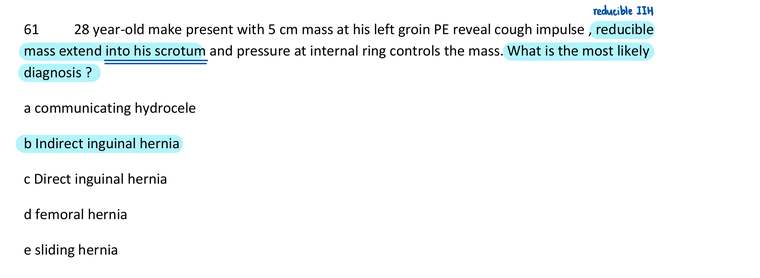 reducible IIH
61 28 year-old make present with 5 cm mass at his left groin PE reveal cough impulse , reducible
mass extend into his scrotum and pressure at internal ring controls the mass. What is the most likely
diagnosis ?
a communicating hydrocele
b Indirect inguinal hernia
c Direct inguinal hernia
d femoral hernia
e sliding hernia